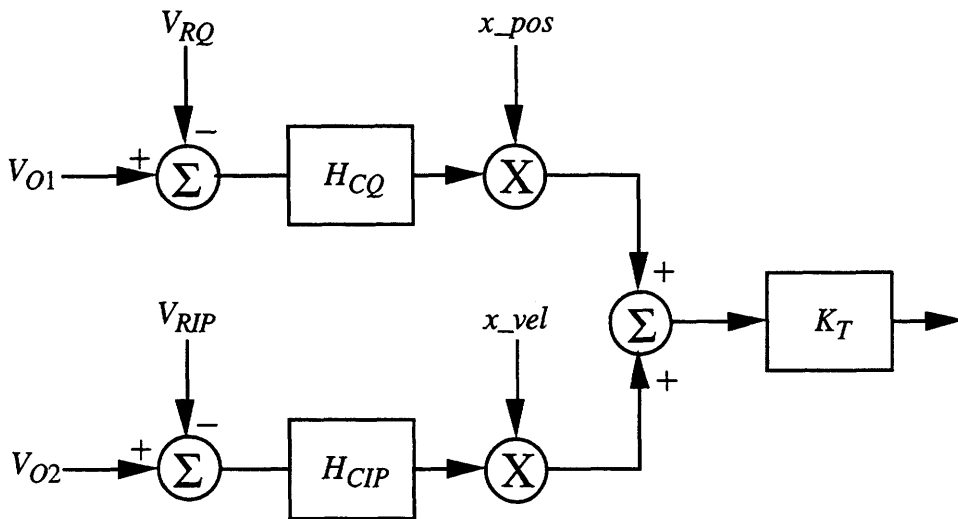 V_RQ
x_pos
−
+
V_O1
Σ
H_CQ
X
+
V_RIP
x_vel
Σ
K_T
+
−
+
V_O2
Σ
H_CIP
X